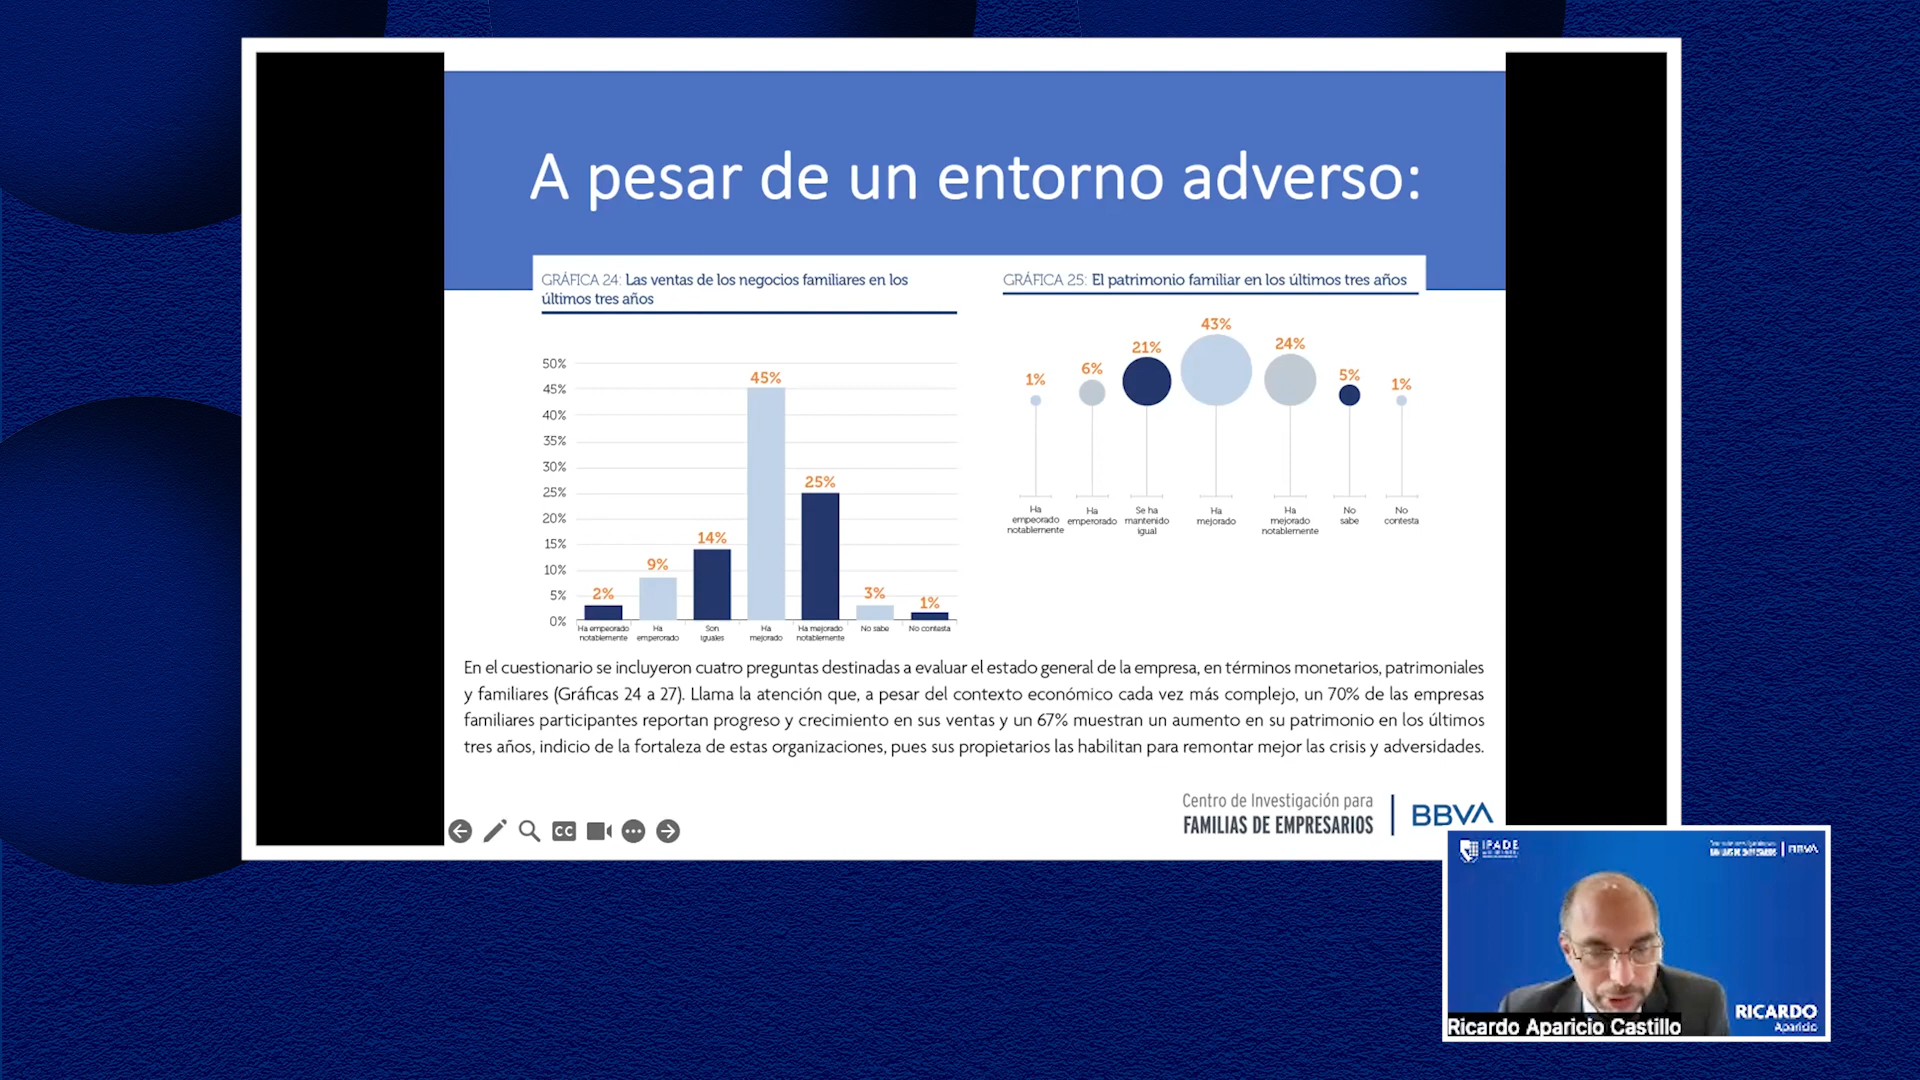 A pesar de un entorno adverso:
GRÁFICA 24: Las ventas de los negocios familiares en los
últimos tres años
50%
45%
40%
35%
30%
25%
20%
15%
10%
5%
0%
2%
9%
14%
45%
25%
3%
1%
Ha empeorado
notablemente
Ha
emperorado
Son
iguales
Ha
mejorado
Ha mejorado
notablemente
No sabe
No contesta
GRÁFICA 25: El patrimonio familiar en los últimos tres años
1%
6%
21%
43%
24%
5%
1%
Ha
empeorado
notablemente
Ha
emperorado
Se ha
mantenido
igual
Ha
mejorado
Ha
mejorado
notablemente
No
sabe
No
contesta
En el cuestionario se incluyeron cuatro preguntas destinadas a evaluar el estado general de la empresa, en términos monetarios, patrimoniales
y familiares (Gráficas 24 a 27). Llama la atención que, a pesar del contexto económico cada vez más complejo, un 70% de las empresas
familiares participantes reportan progreso y crecimiento en sus ventas y un 67% muestran un aumento en su patrimonio en los últimos
tres años, indicio de la fortaleza de estas organizaciones, pues sus propietarios las habilitan para remontar mejor las crisis y adversidades.
CC
Centro de Investigación para
FAMILIAS DE EMPRESARIOS
BBVA
IPADE
BBVA
RICARDO
Aparicio
Ricardo Aparicio Castillo